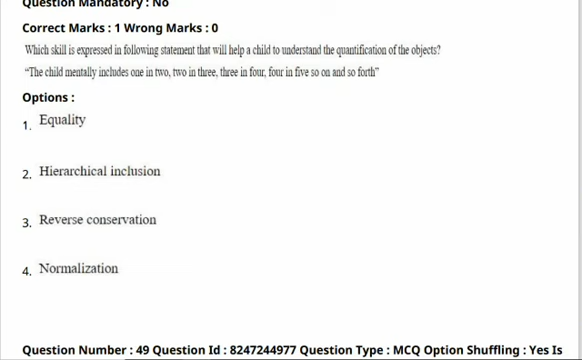 Question Mandatory : No
Correct Marks : 1 Wrong Marks : 0
Which skill is expressed in following statement that will help a child to understand the quantification of the objects?
“The child mentally includes one in two, two in three, three in four, four in five so on and so forth”
Options :
1. Equality
2. Hierarchical inclusion
3. Reverse conservation
4. Normalization
Question Number : 49 Question Id : 8247244977 Question Type : MCQ Option Shuffling : Yes Is